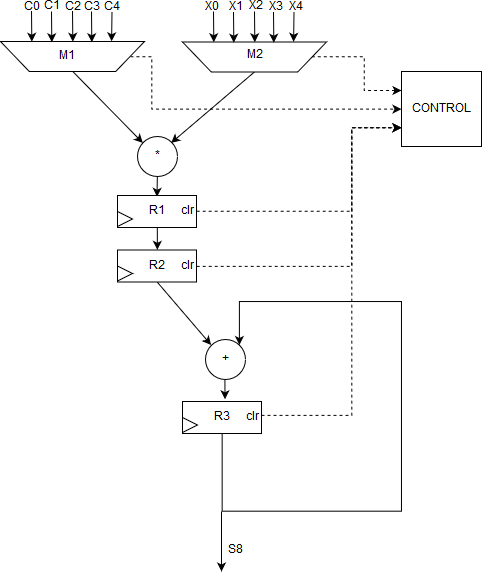 C0 C1 C2 C3 C4 X0 X1 X2 X3 X4
M1 M2
CONTROL
*
R1 clr
R2 clr
+
R3 clr
S8